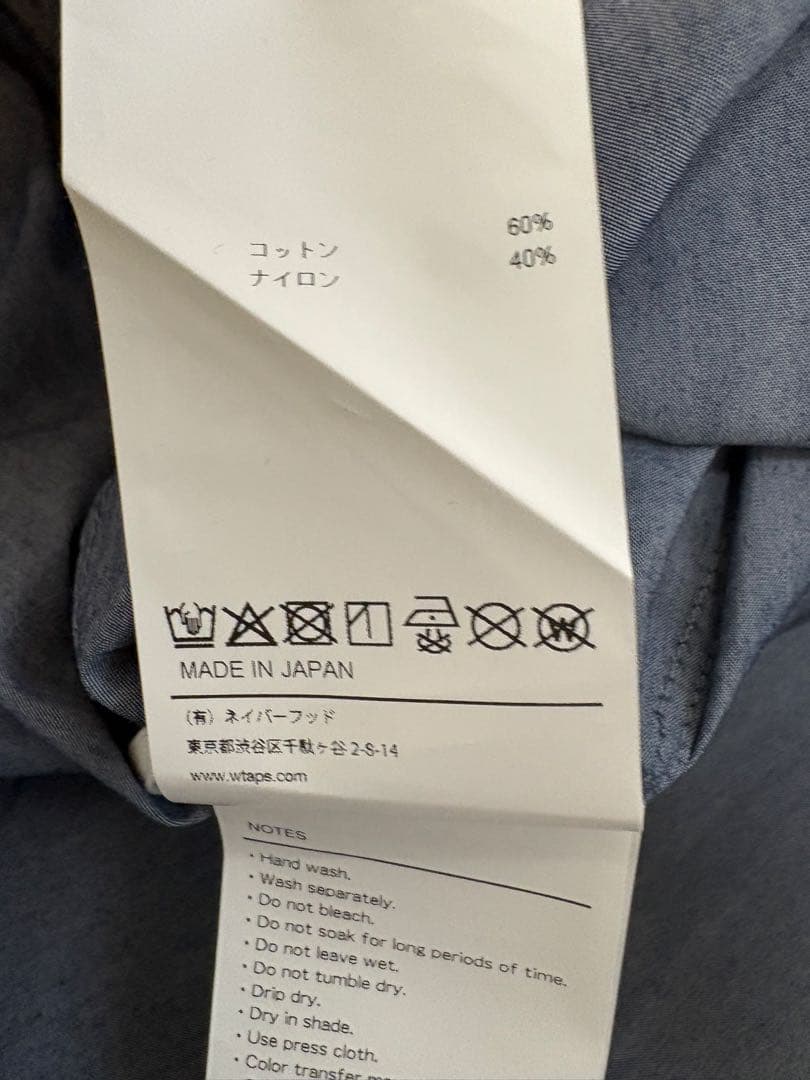 コットン 60%
ナイロン 40%
W
MADE IN JAPAN
(有) ネイバーフッド
東京都渋谷区千駄ヶ谷 2-8-14
www.wtaps.com
NOTES
・Hand wash.
・Wash separately.
・Do not bleach.
・Do not soak for long periods of time.
・Do not leave wet.
・Do not tumble dry.
・Drip dry.
・Dry in shade.
・Use press cloth.
・Color transfer